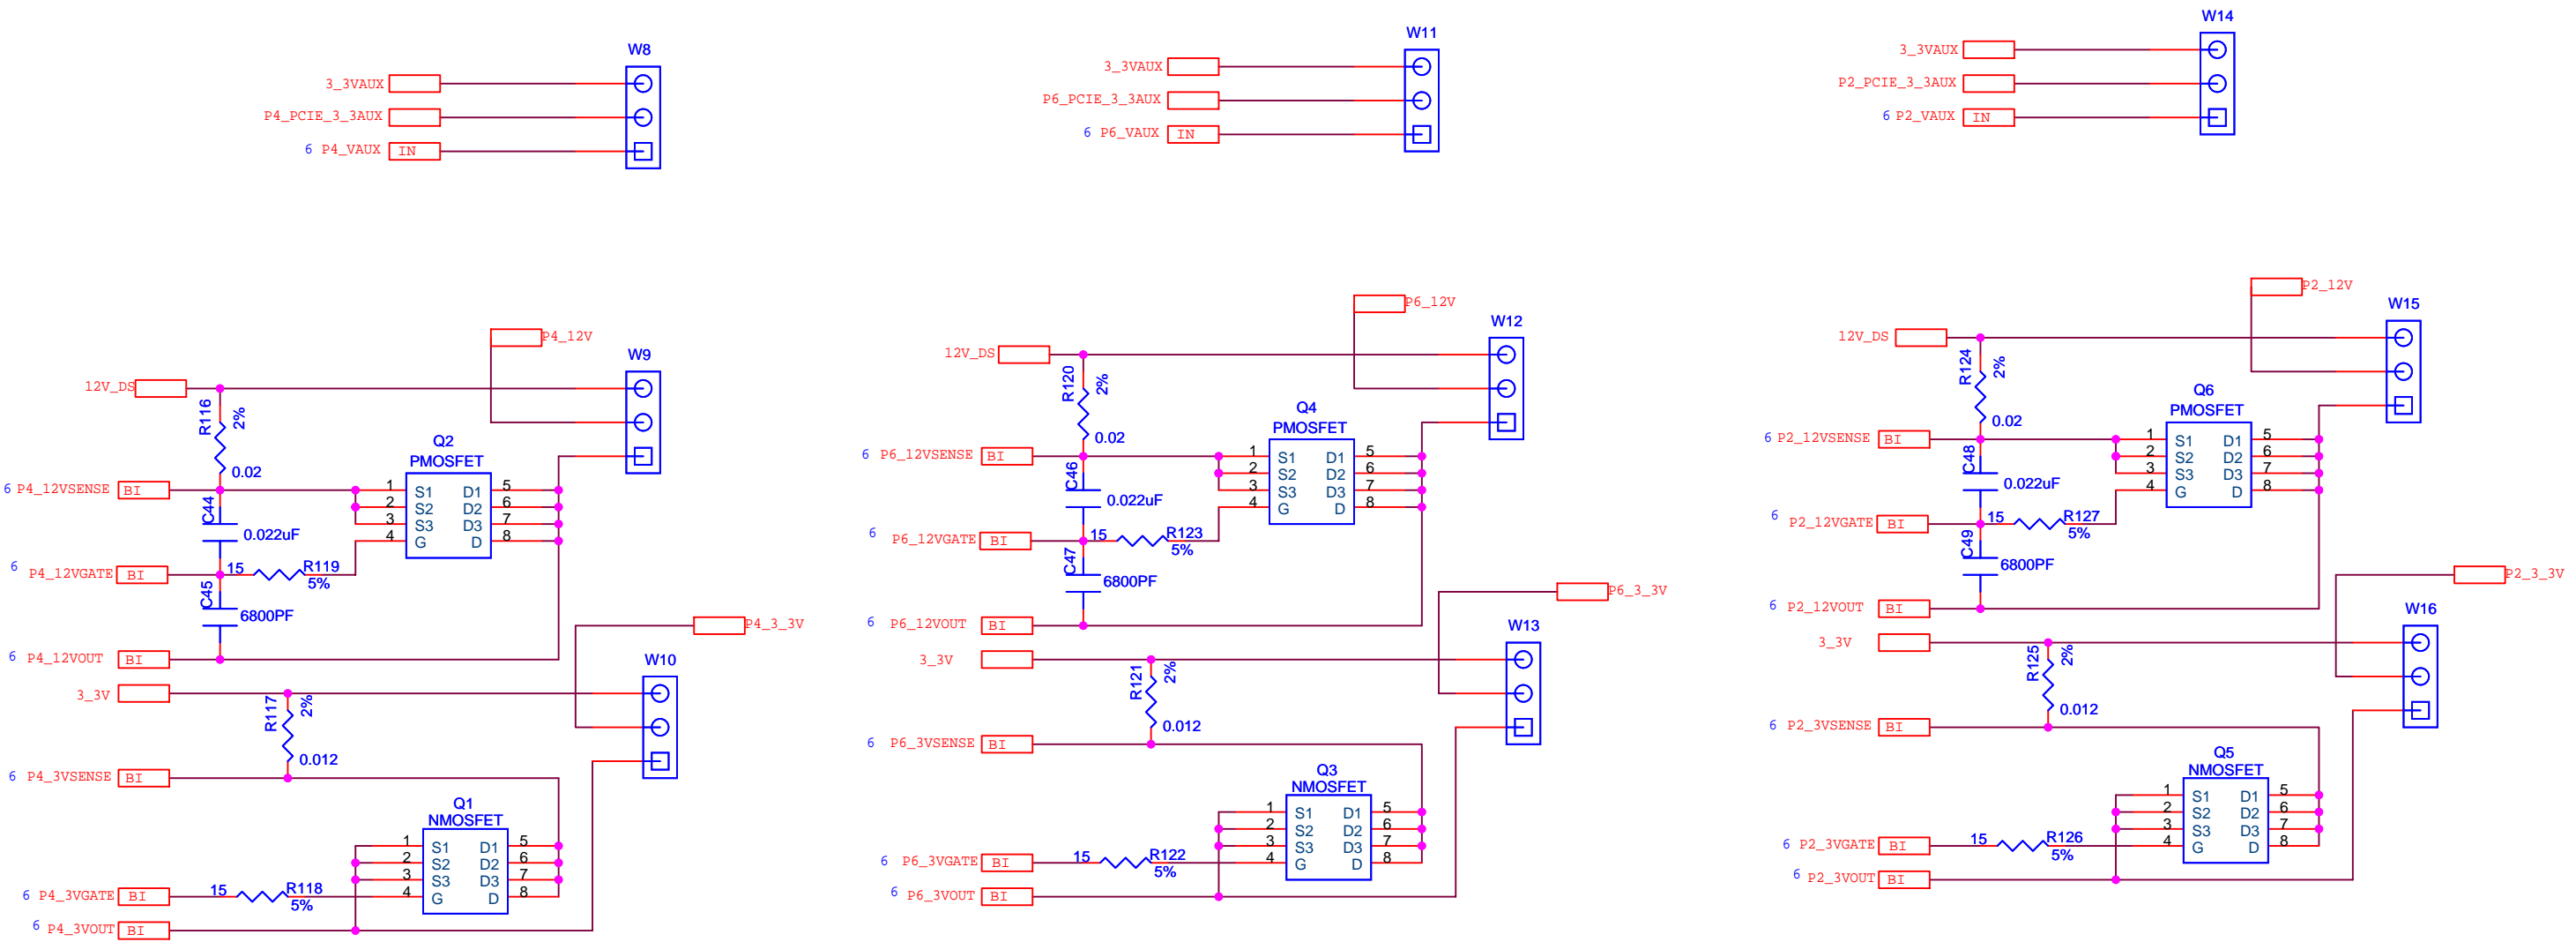 W8
3_3VAUX
P4_PCIE_3_3AUX
6 P4_VAUX IN
W11
3_3VAUX
P6_PCIE_3_3AUX
6 P6_VAUX IN
W14
3_3VAUX
P2_PCIE_3_3AUX
6 P2_VAUX IN
P4_12V
W9
12V_DS
R116
2%
0.02
Q2
PMOSFET
6 P4_12VSENSE BI
1 S1 D1 5
2 S2 D2 6
3 S3 D3 7
4 G D 8
C44
0.022uF
6 P4_12VGATE BI
15 R119
5%
C45
6800PF
P4_3_3V
6 P4_12VOUT BI
W10
3_3V
R117
2%
0.012
6 P4_3VSENSE BI
Q1
NMOSFET
1 S1 D1 5
2 S2 D2 6
3 S3 D3 7
4 G D 8
6 P4_3VGATE BI
15 R118
5%
6 P4_3VOUT BI
P6_12V
W12
12V_DS
R120
2%
0.02
Q4
PMOSFET
6 P6_12VSENSE BI
1 S1 D1 5
2 S2 D2 6
3 S3 D3 7
4 G D 8
C46
0.022uF
6 P6_12VGATE BI
15 R123
5%
C47
6800PF
P6_3_3V
6 P6_12VOUT BI
W13
3_3V
R121
2%
0.012
6 P6_3VSENSE BI
Q3
NMOSFET
1 S1 D1 5
2 S2 D2 6
3 S3 D3 7
4 G D 8
6 P6_3VGATE BI
15 R122
5%
6 P6_3VOUT BI
P2_12V
W15
12V_DS
R124
2%
0.02
Q6
PMOSFET
6 P2_12VSENSE BI
1 S1 D1 5
2 S2 D2 6
3 S3 D3 7
4 G D 8
C48
0.022uF
6 P2_12VGATE BI
15 R127
5%
C49
6800PF
P2_3_3V
6 P2_12VOUT BI
W16
3_3V
R125
2%
0.012
6 P2_3VSENSE BI
Q5
NMOSFET
1 S1 D1 5
2 S2 D2 6
3 S3 D3 7
4 G D 8
6 P2_3VGATE BI
15 R126
5%
6 P2_3VOUT BI